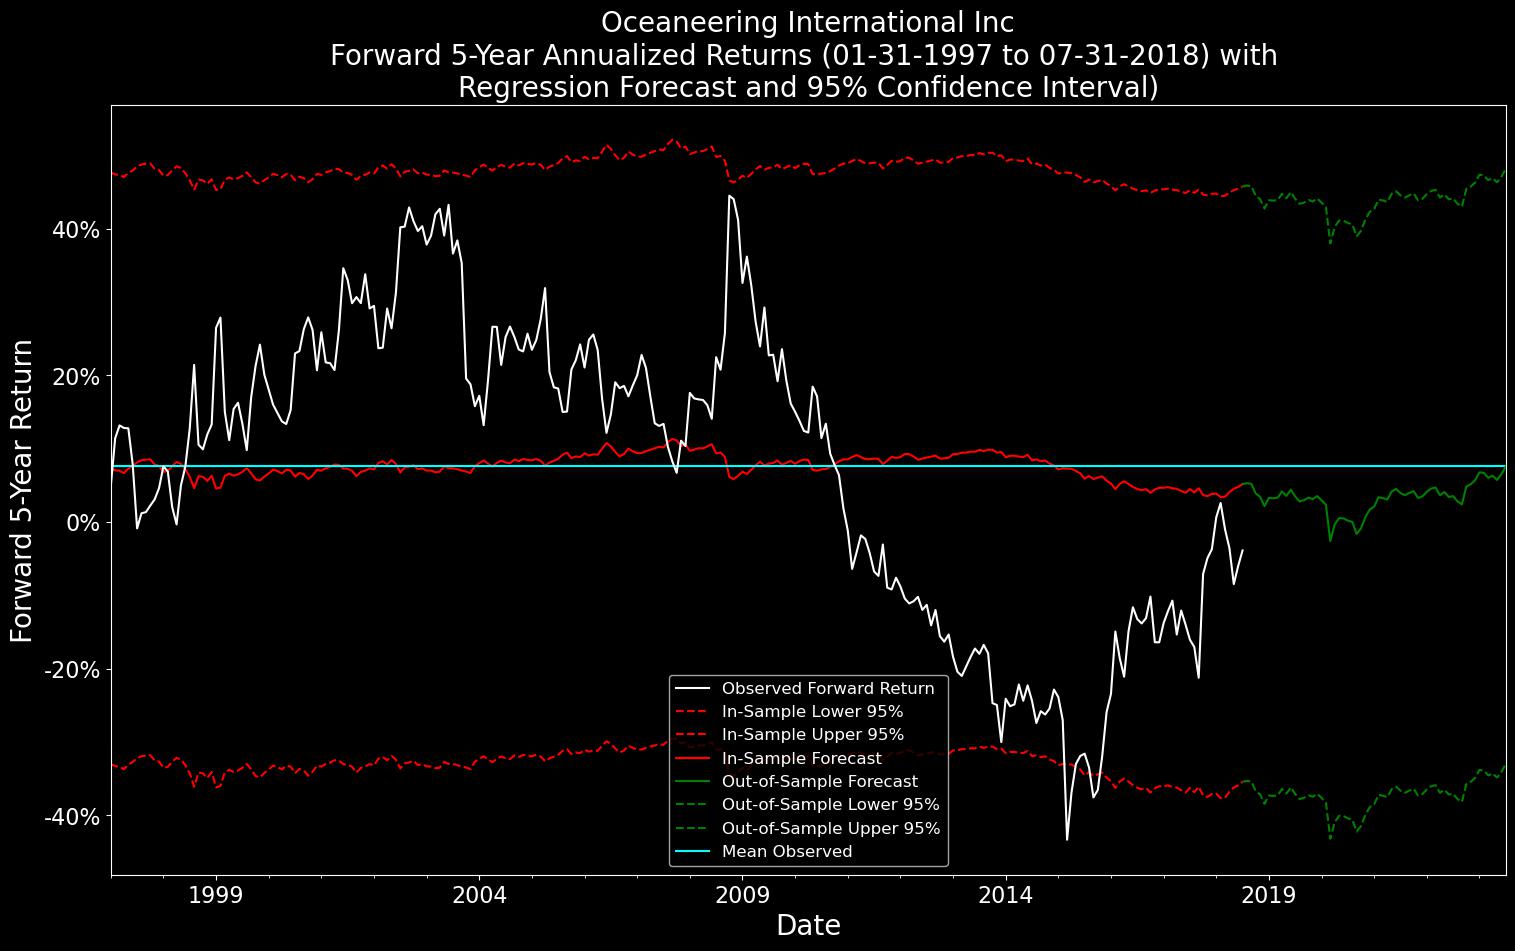 Oceaneering International Inc
Forward 5-Year Annualized Returns (01-31-1997 to 07-31-2018) with
Regression Forecast and 95% Confidence Interval)
Forward 5-Year Return
40%
20%
0%
-20%
-40%
Observed Forward Return
In-Sample Lower 95%
In-Sample Upper 95%
In-Sample Forecast
Out-of-Sample Forecast
Out-of-Sample Lower 95%
Out-of-Sample Upper 95%
Mean Observed
1999 2004 2009 2014 2019
Date